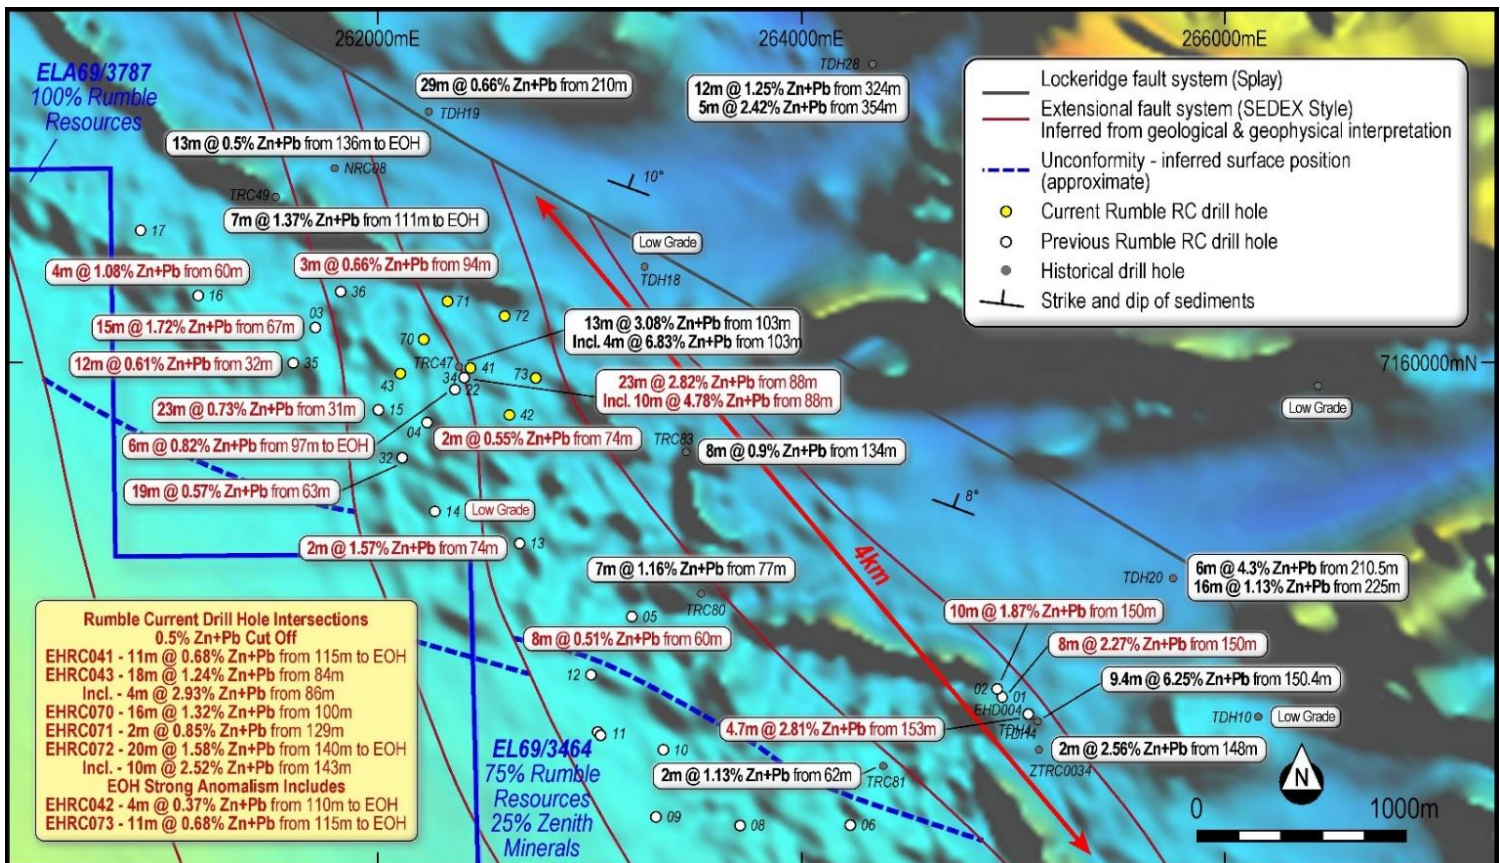 262000mE
264000mE
266000mE
ELA69/3787
100% Rumble
Resources
29m @ 0.66% Zn+Pb from 210m
TDH19
TDH28
12m @ 1.25% Zn+Pb from 324m
5m @ 2.42% Zn+Pb from 354m
Lockeridge fault system (Splay)
Extensional fault system (SEDEX Style)
Inferred from geological & geophysical interpretation
Unconformity - inferred surface position
(approximate)
Current Rumble RC drill hole
Previous Rumble RC drill hole
Historical drill hole
Strike and dip of sediments
13m @ 0.5% Zn+Pb from 136m to EOH
NRC08
TRC49
7m @ 1.37% Zn+Pb from 111m to EOH
10°
17
Low Grade
TDH18
4m @ 1.08% Zn+Pb from 60m
16
3m @ 0.66% Zn+Pb from 94m
36
71
72
03
15m @ 1.72% Zn+Pb from 67m
70
13m @ 3.08% Zn+Pb from 103m
Incl. 4m @ 6.83% Zn+Pb from 103m
12m @ 0.61% Zn+Pb from 32m
35
43
TRC47
41
34
22
73
7160000mN
23m @ 2.82% Zn+Pb from 88m
Incl. 10m @ 4.78% Zn+Pb from 88m
Low Grade
23m @ 0.73% Zn+Pb from 31m
15
04
42
6m @ 0.82% Zn+Pb from 97m to EOH
2m @ 0.55% Zn+Pb from 74m
TRC83
8m @ 0.9% Zn+Pb from 134m
32
19m @ 0.57% Zn+Pb from 63m
14
Low Grade
8°
2m @ 1.57% Zn+Pb from 74m
13
4km
7m @ 1.16% Zn+Pb from 77m
TRC80
TDH20
6m @ 4.3% Zn+Pb from 210.5m
16m @ 1.13% Zn+Pb from 225m
05
8m @ 0.51% Zn+Pb from 60m
10m @ 1.87% Zn+Pb from 150m
8m @ 2.27% Zn+Pb from 150m
12
02
01
9.4m @ 6.25% Zn+Pb from 150.4m
EHD004
TDH4
4.7m @ 2.81% Zn+Pb from 153m
TDH10
Low Grade
11
10
2m @ 2.56% Zn+Pb from 148m
ZTRC0034
2m @ 1.13% Zn+Pb from 62m
TRC81
09
08
06
EL69/3464
75% Rumble
Resources
25% Zenith
Minerals
Rumble Current Drill Hole Intersections
0.5% Zn+Pb Cut Off
EHRC041 - 11m @ 0.68% Zn+Pb from 115m to EOH
EHRC043 - 18m @ 1.24% Zn+Pb from 84m
Incl. - 4m @ 2.93% Zn+Pb from 86m
EHRC070 - 16m @ 1.32% Zn+Pb from 100m
EHRC071 - 2m @ 0.85% Zn+Pb from 129m
EHRC072 - 20m @ 1.58% Zn+Pb from 140m to EOH
Incl. - 10m @ 2.52% Zn+Pb from 143m
EOH Strong Anomalism Includes
EHRC042 - 4m @ 0.37% Zn+Pb from 110m to EOH
EHRC073 - 11m @ 0.68% Zn+Pb from 115m to EOH
N
0
1000m